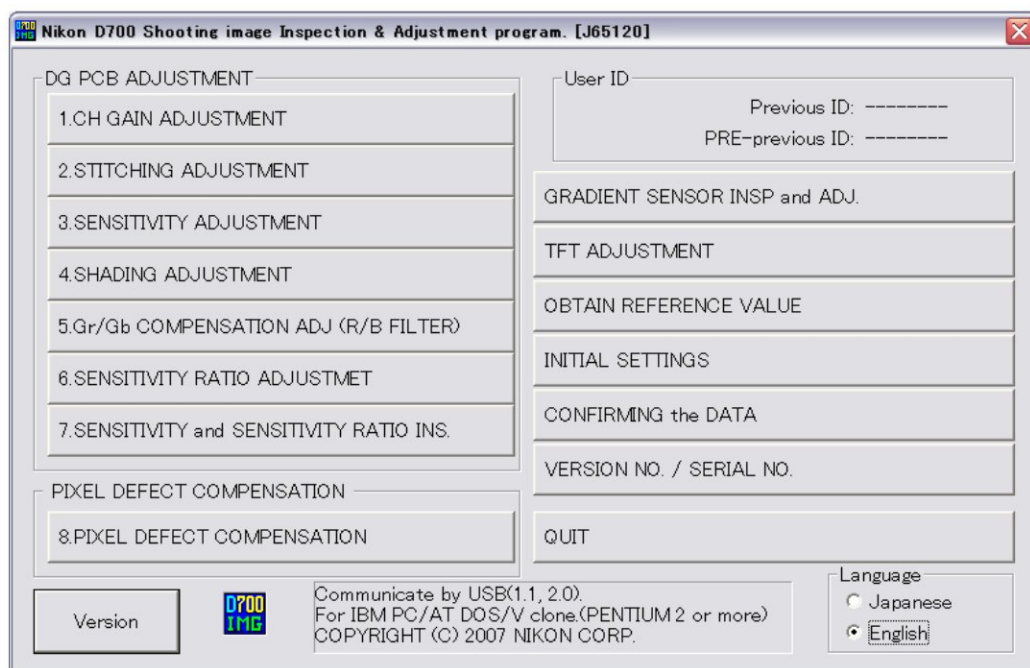 D700
IMG
Nikon D700 Shooting image Inspection & Adjustment program. [J65120]
DG PCB ADJUSTMENT
1.CH GAIN ADJUSTMENT
2.STITCHING ADJUSTMENT
3.SENSITIVITY ADJUSTMENT
4.SHADING ADJUSTMENT
5.Gr/Gb COMPENSATION ADJ (R/B FILTER)
6.SENSITIVITY RATIO ADJUSTMET
7.SENSITIVITY and SENSITIVITY RATIO INS.
PIXEL DEFECT COMPENSATION
8.PIXEL DEFECT COMPENSATION
User ID
Previous ID: --------
PRE-previous ID: --------
GRADIENT SENSOR INSP and ADJ.
TFT ADJUSTMENT
OBTAIN REFERENCE VALUE
INITIAL SETTINGS
CONFIRMING the DATA
VERSION NO. / SERIAL NO.
QUIT
Version
D700
IMG
Communicate by USB(1.1, 2.0).
For IBM PC/AT DOS/V clone.(PENTIUM 2 or more)
COPYRIGHT (C) 2007 NIKON CORP.
Language
Japanese
English